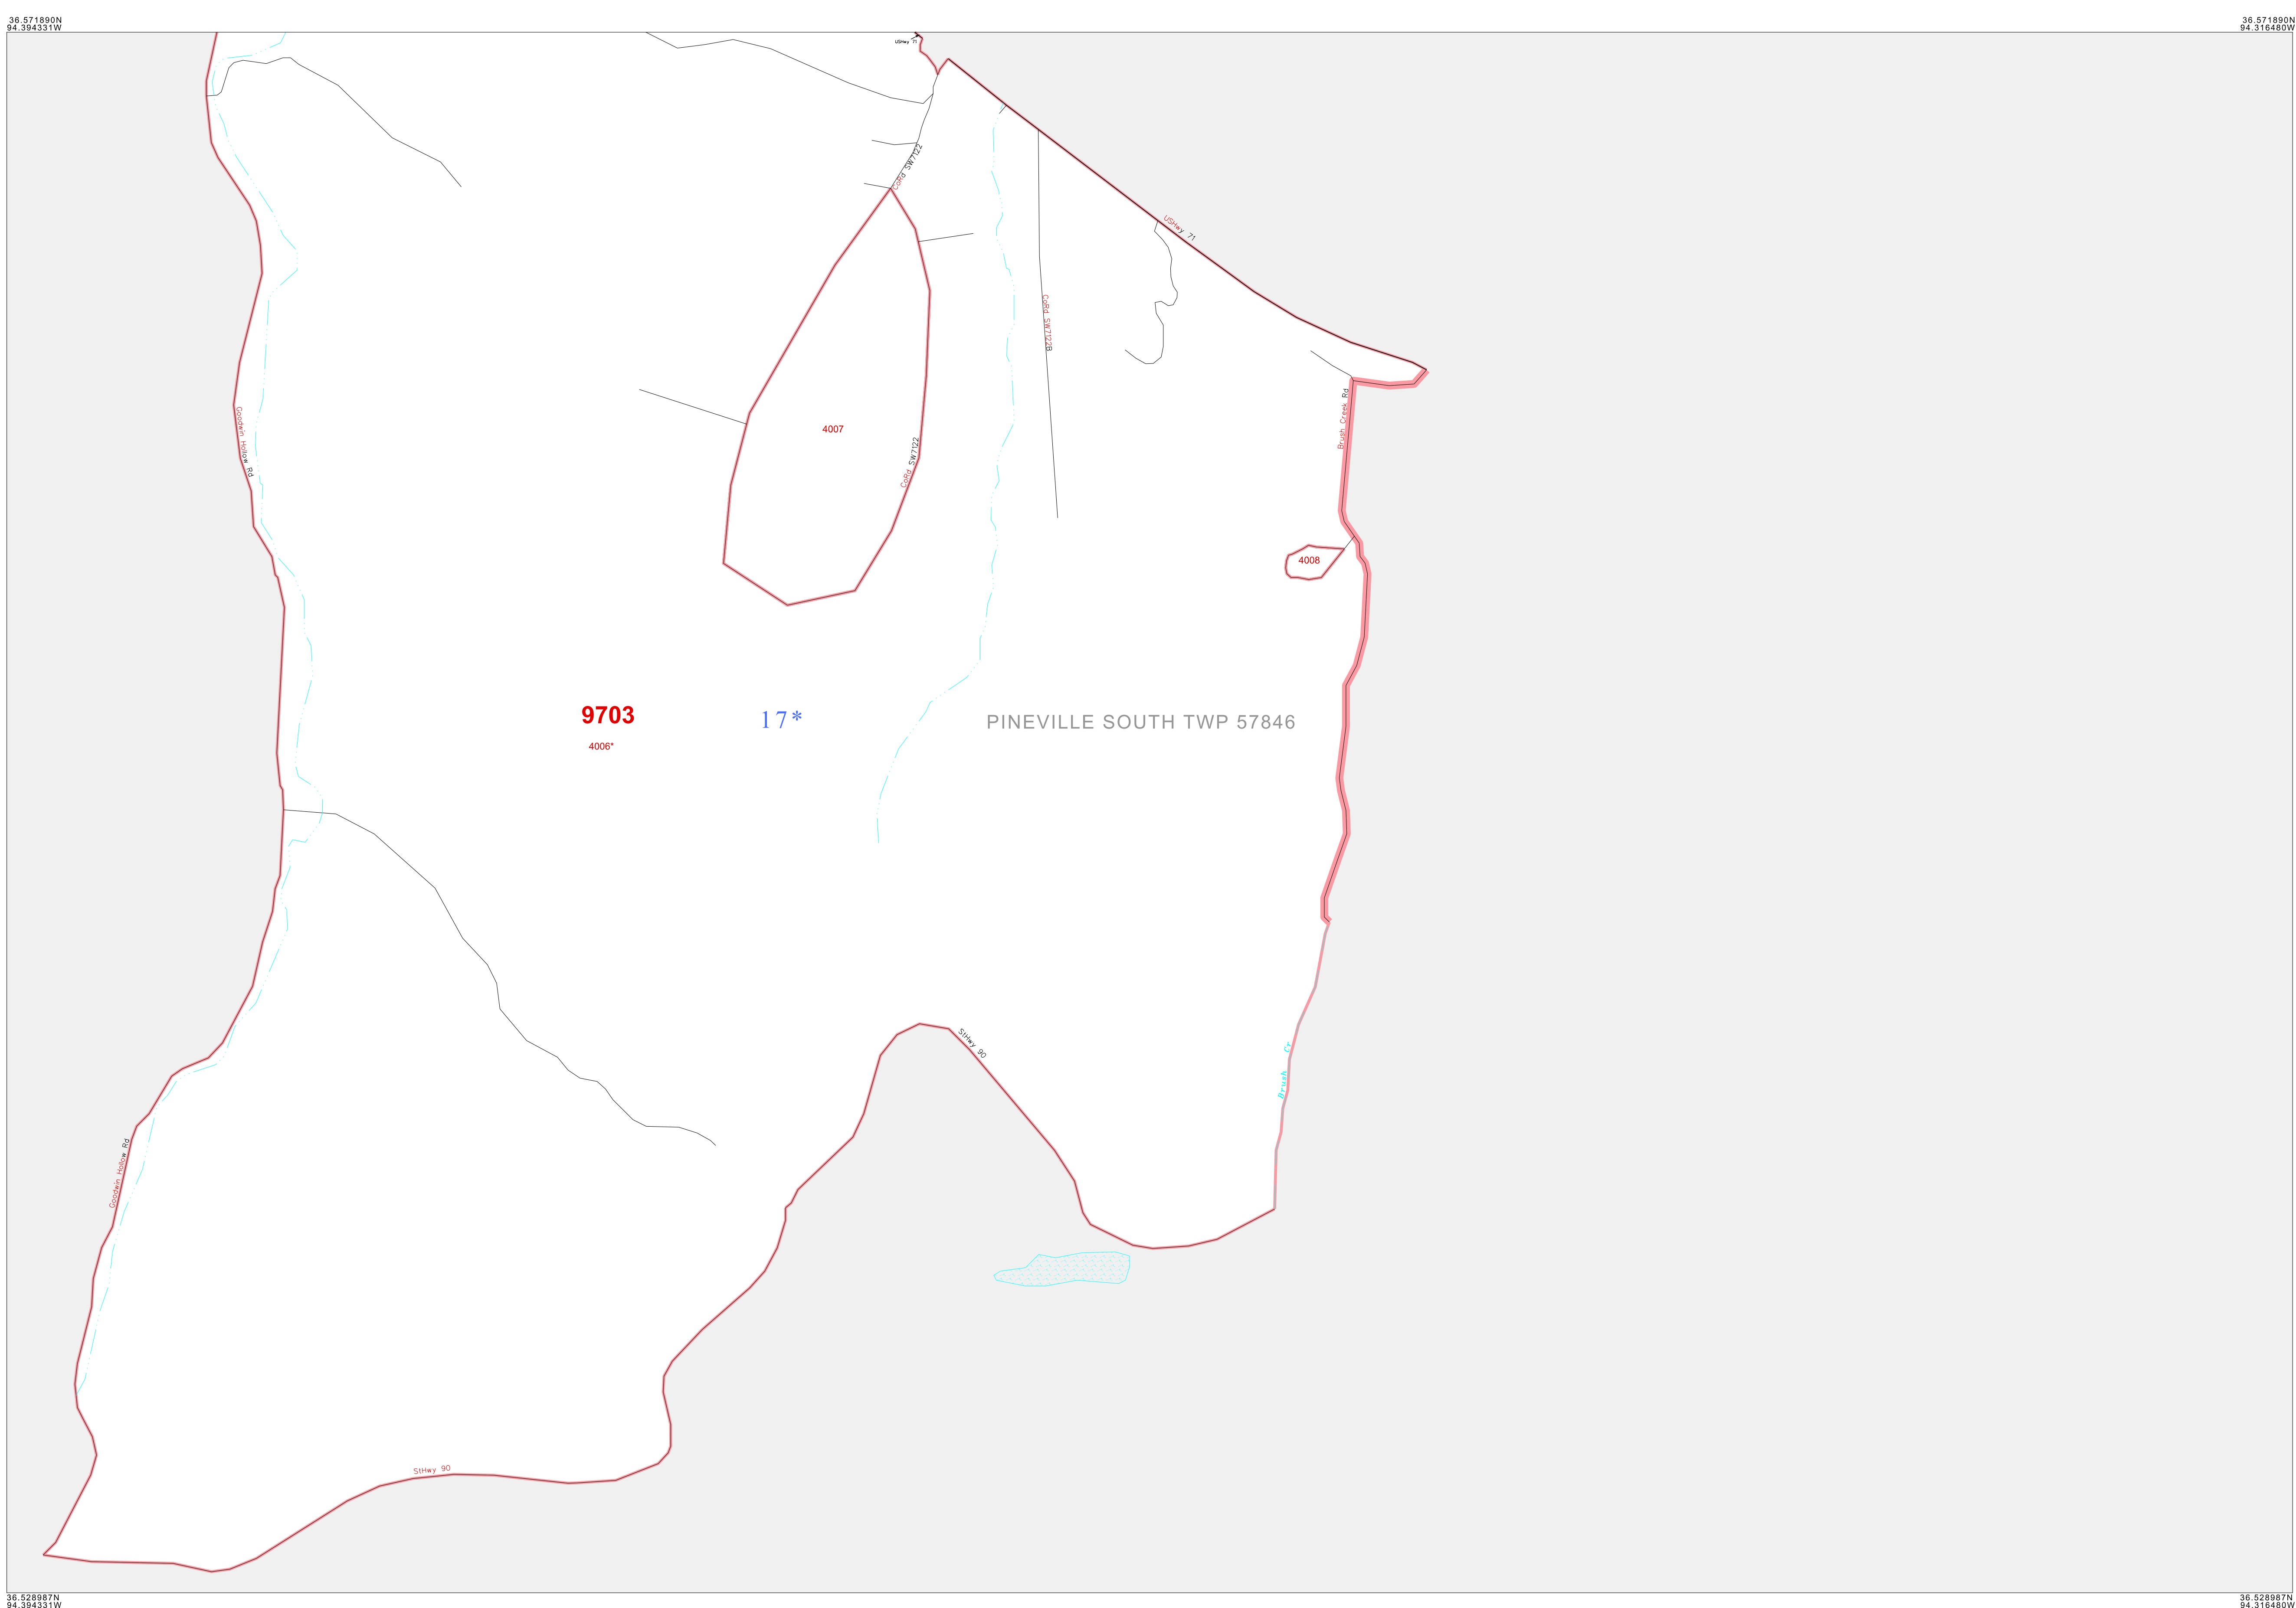 36.571890N
94.394331W
36.571890N
94.316480W
USHwy 71
CoRd SW7122
USHwy 71
CoRd SW7122B
Brush Creek Rd
Goodwin Hollow Rd
4007
CoRd SW7122
4008
9703
17*
PINEVILLE SOUTH TWP 57846
4006*
StHwy 90
Brush Cr
Goodwin Hollow Rd
StHwy 90
36.528987N
94.394331W
36.528987N
94.316480W